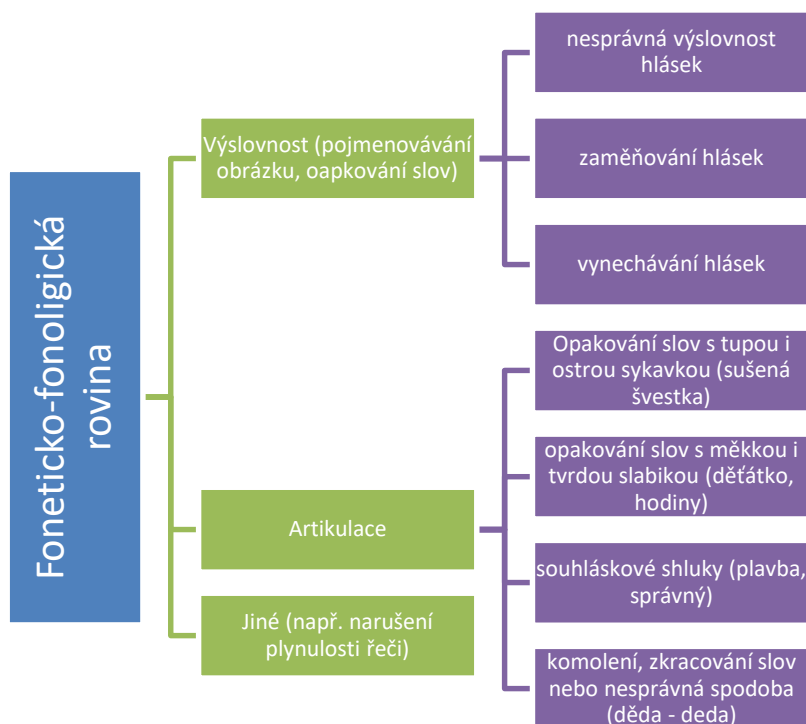 Foneticko-fonoligická
rovina
Výslovnost (pojmenovávání
obrázku, oapkování slov)
nesprávná výslovnost
hlásek
zaměňování hlásek
vynechávání hlásek
Artikulace
Opakování slov s tupou i
ostrou sykavkou (sušená
švestka)
opakování slov s měkkou i
tvrdou slabikou (děťátko,
hodiny)
souhláskové shluky (plavba,
správný)
komolení, zkracování slov
nebo nesprávná spodoba
(děda - deda)
Jiné (např. narušení
plynulosti řeči)